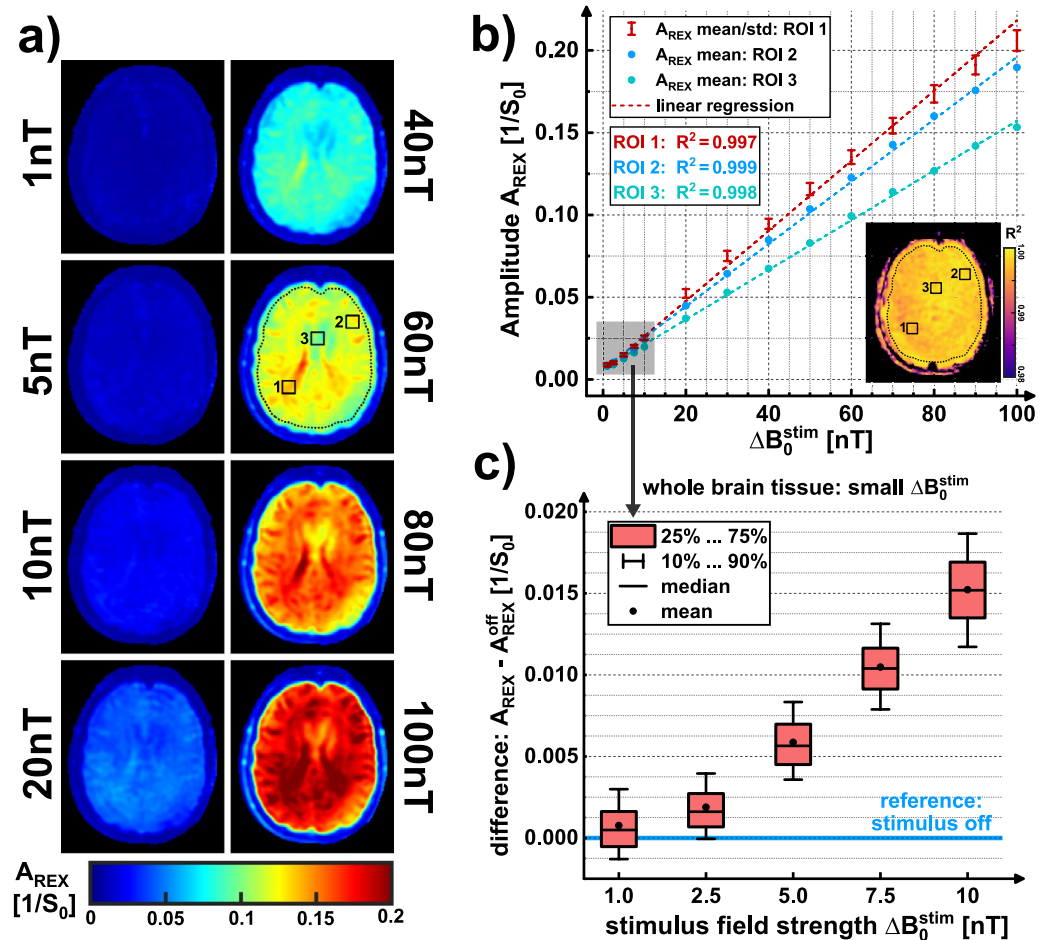 a)
1nT
40nT
5nT
60nT
1
2
3
10nT
80nT
20nT
100nT
A_REX
[1/S_0]
0
0.05
0.1
0.15
0.2
b)
Amplitude A_REX [1/S_0]
0.20
0.15
0.10
0.05
0.00
A_REX mean/std: ROI 1
A_REX mean: ROI 2
A_REX mean: ROI 3
linear regression
ROI 1: R² = 0.997
ROI 2: R² = 0.999
ROI 3: R² = 0.998
R²
1.00
0.99
0.98
1
2
3
0
20
40
60
80
100
ΔB_0^stim [nT]
c)
whole brain tissue: small ΔB_0^stim
difference: A_REX - A_REX^off [1/S_0]
0.020
0.015
0.010
0.005
0.000
25% ... 75%
10% ... 90%
median
mean
reference:
stimulus off
1.0
2.5
5.0
7.5
10
stimulus field strength ΔB_0^stim [nT]